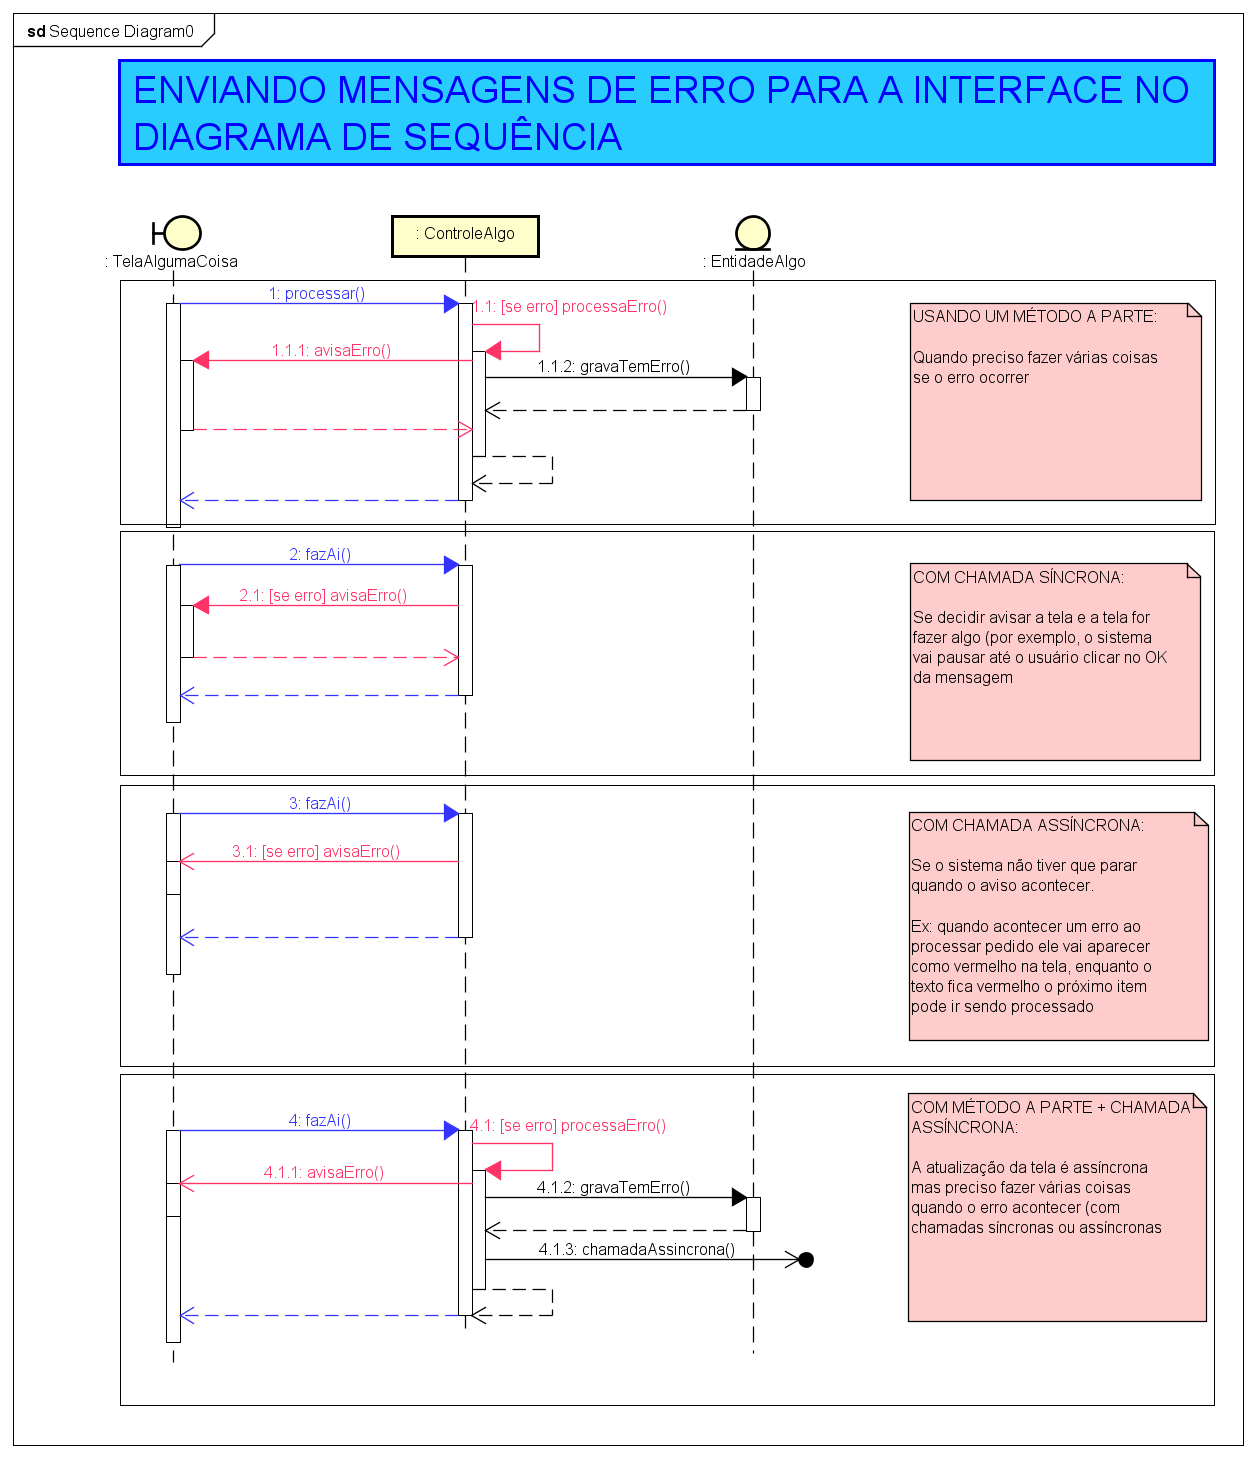 sd Sequence Diagram0
ENVIANDO MENSAGENS DE ERRO PARA A INTERFACE NO
DIAGRAMA DE SEQUÊNCIA
: TelaAlgumaCoisa
: ControleAlgo
: EntidadeAlgo
1: processar()
1.1: [se erro] processaErro()
1.1.1: avisaErro()
1.1.2: gravaTemErro()
USANDO UM MÉTODO A PARTE:
Quando preciso fazer várias coisas
se o erro ocorrer
2: fazAi()
2.1: [se erro] avisaErro()
COM CHAMADA SÍNCRONA:
Se decidir avisar a tela e a tela for
fazer algo (por exemplo, o sistema
vai pausar até o usuário clicar no OK
da mensagem
3: fazAi()
3.1: [se erro] avisaErro()
COM CHAMADA ASSÍNCRONA:
Se o sistema não tiver que parar
quando o aviso acontecer.
Ex: quando acontecer um erro ao
processar pedido ele vai aparecer
como vermelho na tela, enquanto o
texto fica vermelho o próximo item
pode ir sendo processado
4: fazAi()
4.1: [se erro] processaErro()
4.1.1: avisaErro()
4.1.2: gravaTemErro()
4.1.3: chamadaAssincrona()
COM MÉTODO A PARTE + CHAMADA
ASSÍNCRONA:
A atualização da tela é assíncrona
mas preciso fazer várias coisas
quando o erro acontecer (com
chamadas síncronas ou assíncronas